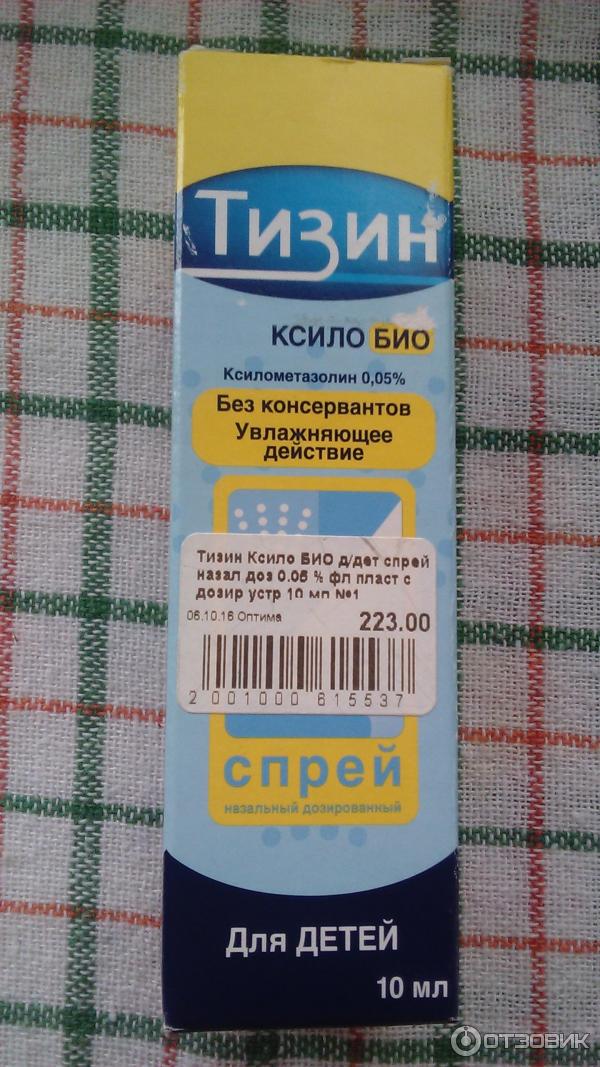 Тизин
КСИЛО БИО
Ксилометазолин 0,05%
Без консервантов
Увлажняющее
действие
Тизин Ксило БИО д/дет спрей
назал доз 0.05 % фл пласт с
дозир устр 10 мл №1
06.10.16 Оптима
223.00
2 001000 615537
спрей
назальный дозированный
Для ДЕТЕЙ
10 мл
ОТЗОВИК